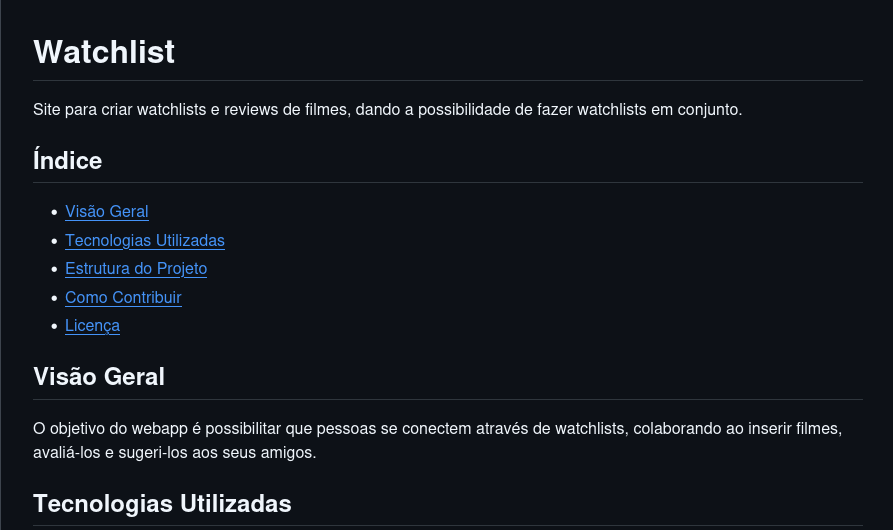 Watchlist
Site para criar watchlists e reviews de filmes, dando a possibilidade de fazer watchlists em conjunto.
Índice
Visão Geral
Tecnologias Utilizadas
Estrutura do Projeto
Como Contribuir
Licença
Visão Geral
O objetivo do webapp é possibilitar que pessoas se conectem através de watchlists, colaborando ao inserir filmes,
avaliá-los e sugeri-los aos seus amigos.
Tecnologias Utilizadas